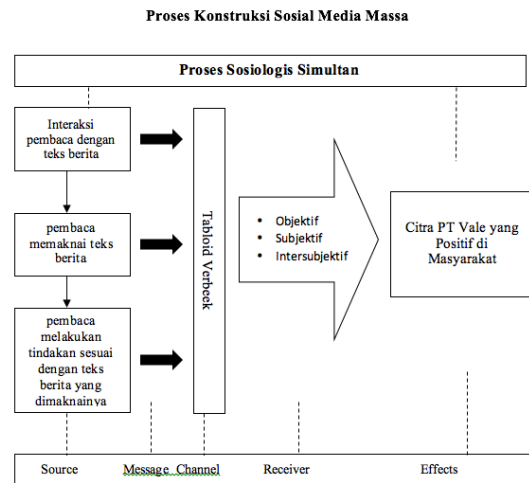 Proses Konstruksi Sosial Media Massa
Proses Sosiologis Simultan
Interaksi
pembaca dengan
teks berita
pembaca
memaknai teks
berita
pembaca
melakukan
tindakan sesuai
dengan teks
berita yang
dimaknainya
Tabloid Verbeek
• Objektif
• Subjektif
• Intersubjektif
Citra PT Vale yang
Positif di
Masyarakat
Source Message Channel Receiver Effects